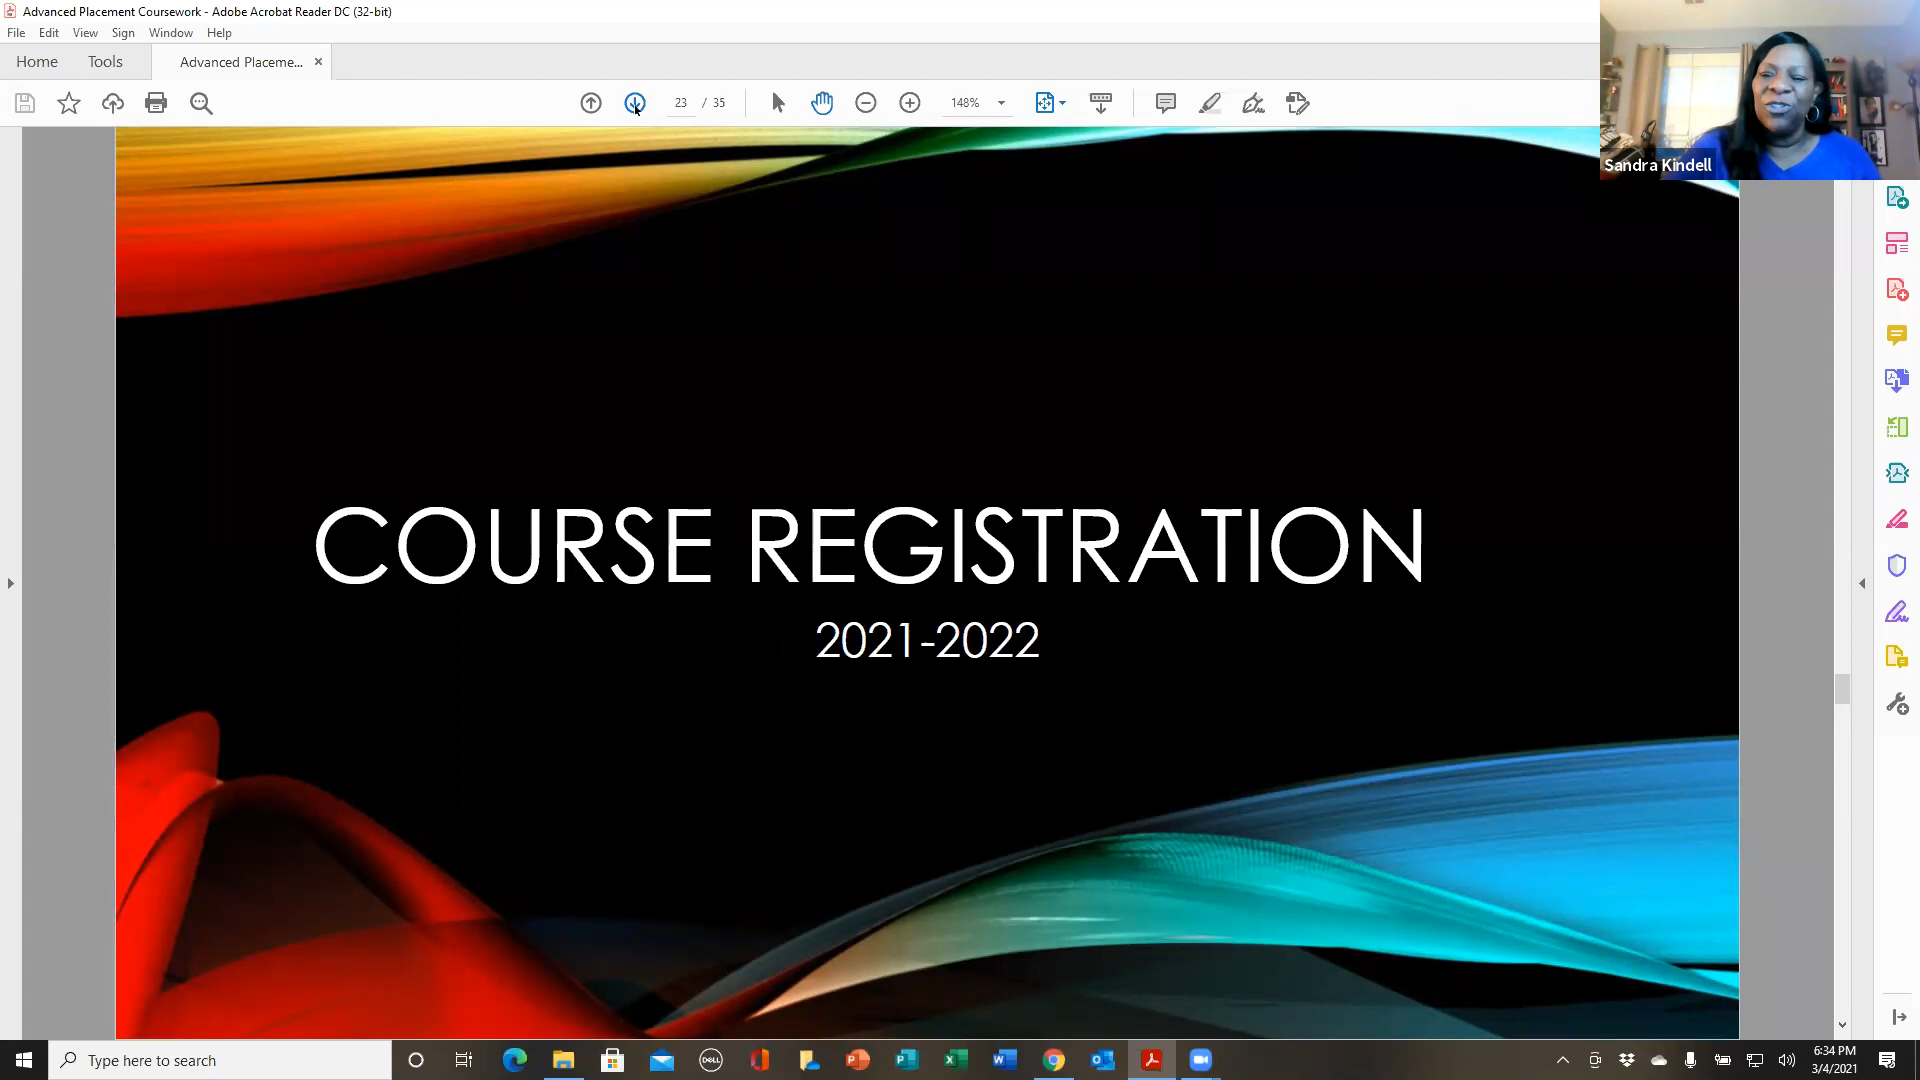 Advanced Placement Coursework - Adobe Acrobat Reader DC (32-bit)
File Edit View Sign Window Help
Home Tools Advanced Placeme... ×
23 / 35 148%
Sandra Kindell
COURSE REGISTRATION
2021-2022
Type here to search
DELL
6:34 PM
3/4/2021